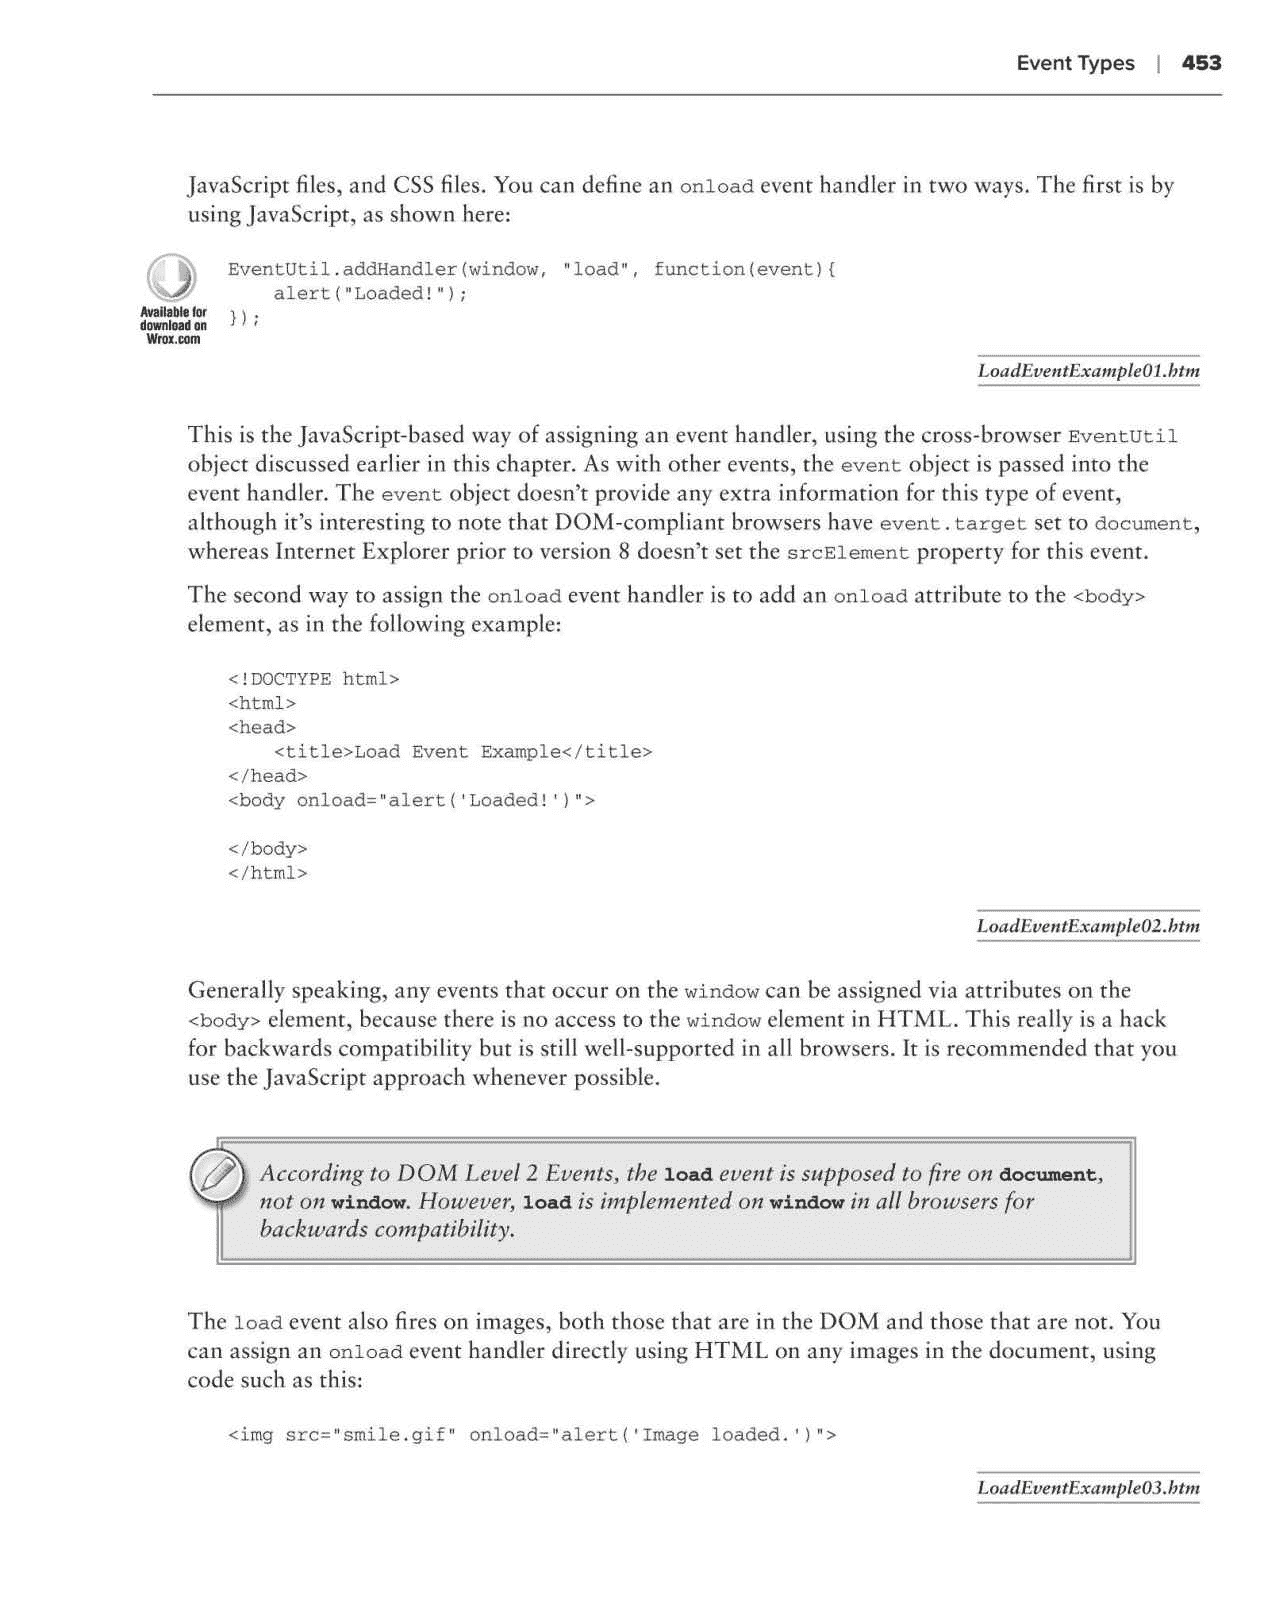 Event Types | 453
JavaScript files, and CSS files. You can define an onload event handler in two ways. The first is by
using JavaScript, as shown here:
EventUtil.addHandler(window, "load", function(event){
    alert("Loaded!");
});
Available for
download on
Wrox.com
LoadEventExample01.htm
This is the JavaScript-based way of assigning an event handler, using the cross-browser EventUtil
object discussed earlier in this chapter. As with other events, the event object is passed into the
event handler. The event object doesn’t provide any extra information for this type of event,
although it’s interesting to note that DOM-compliant browsers have event.target set to document,
whereas Internet Explorer prior to version 8 doesn’t set the srcElement property for this event.
The second way to assign the onload event handler is to add an onload attribute to the <body>
element, as in the following example:
<!DOCTYPE html>
<html>
<head>
    <title>Load Event Example</title>
</head>
<body onload="alert('Loaded!')">
</body>
</html>
LoadEventExample02.htm
Generally speaking, any events that occur on the window can be assigned via attributes on the
<body> element, because there is no access to the window element in HTML. This really is a hack
for backwards compatibility but is still well-supported in all browsers. It is recommended that you
use the JavaScript approach whenever possible.
According to DOM Level 2 Events, the load event is supposed to fire on document,
not on window. However, load is implemented on window in all browsers for
backwards compatibility.
The load event also fires on images, both those that are in the DOM and those that are not. You
can assign an onload event handler directly using HTML on any images in the document, using
code such as this:
<img src="smile.gif" onload="alert('Image loaded.')">
LoadEventExample03.htm